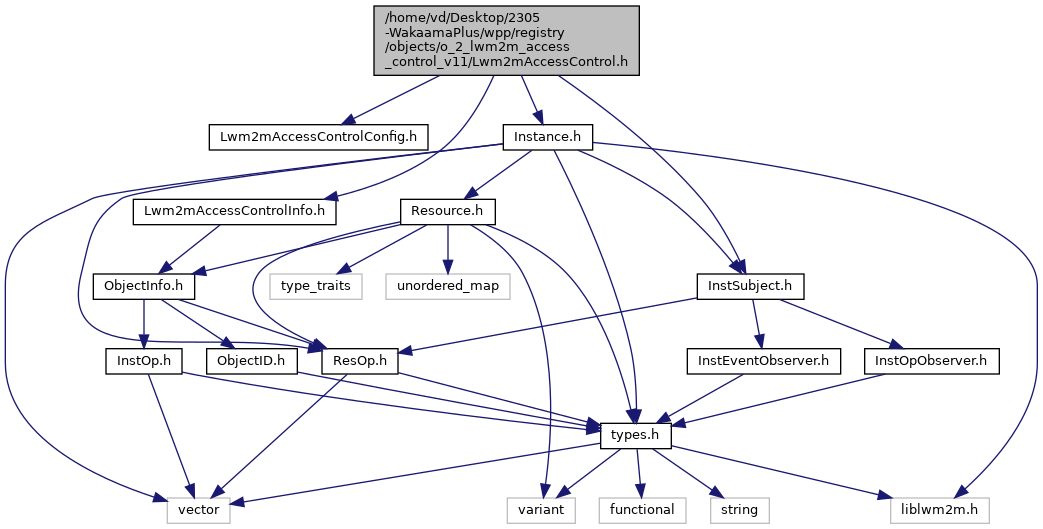 /home/vd/Desktop/2305
-WakaamaPlus/wpp/registry
/objects/o_2_lwm2m_access
_control_v11/Lwm2mAccessControl.h
Lwm2mAccessControlConfig.h
Instance.h
Lwm2mAccessControlInfo.h
Resource.h
ObjectInfo.h
type_traits
unordered_map
InstSubject.h
InstOp.h
ObjectID.h
ResOp.h
InstEventObserver.h
InstOpObserver.h
types.h
vector
variant
functional
string
liblwm2m.h